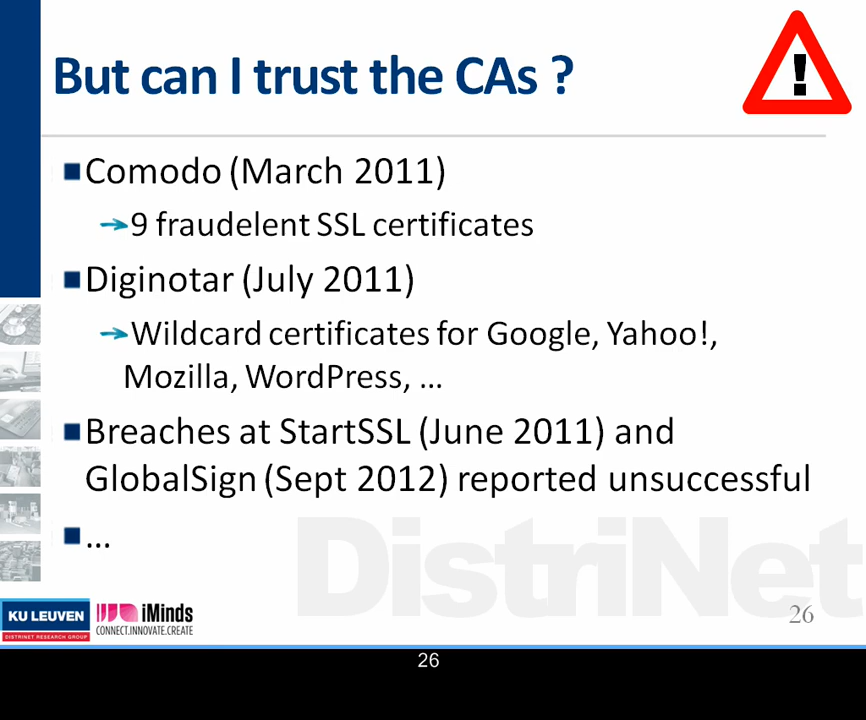 But can I trust the CAs ?
!
Comodo (March 2011)
9 fraudelent SSL certificates
Diginotar (July 2011)
Wildcard certificates for Google, Yahoo!,
Mozilla, WordPress, ...
Breaches at StartSSL (June 2011) and
GlobalSign (Sept 2012) reported unsuccessful
...
DistriNet
KU LEUVEN
DISTRINET RESEARCH GROUP
iMinds
CONNECT.INNOVATE.CREATE
26
26